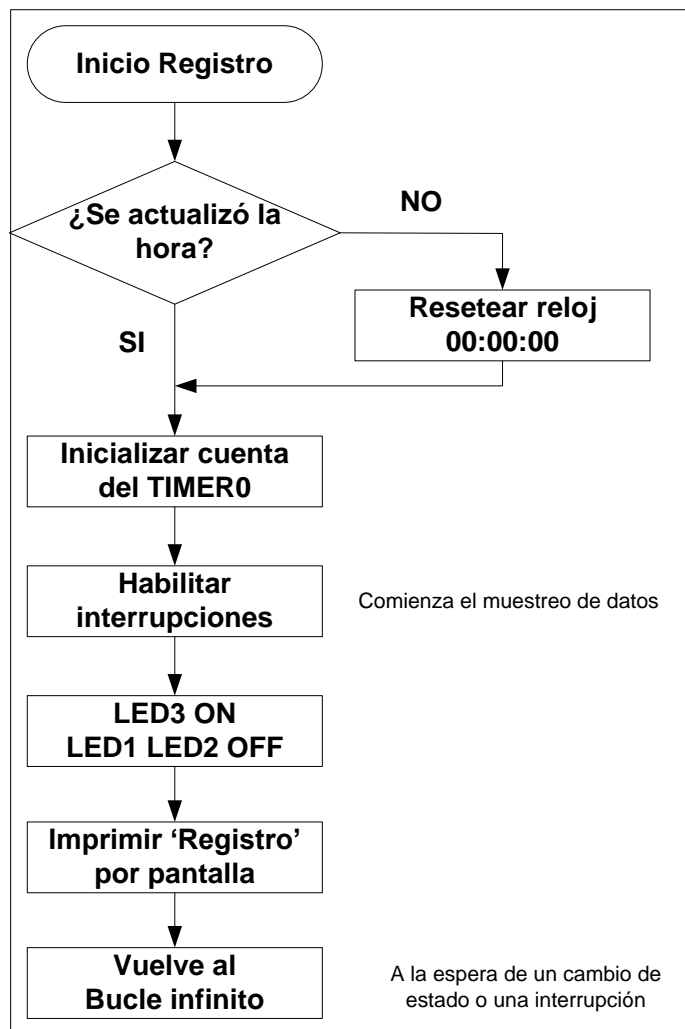 Inicio Registro
¿Se actualizó la
hora?
NO
Resetear reloj
00:00:00
SI
Inicializar cuenta
del TIMER0
Habilitar
interrupciones
Comienza el muestreo de datos
LED3 ON
LED1 LED2 OFF
Imprimir ‘Registro’
por pantalla
Vuelve al
Bucle infinito
A la espera de un cambio de
estado o una interrupción